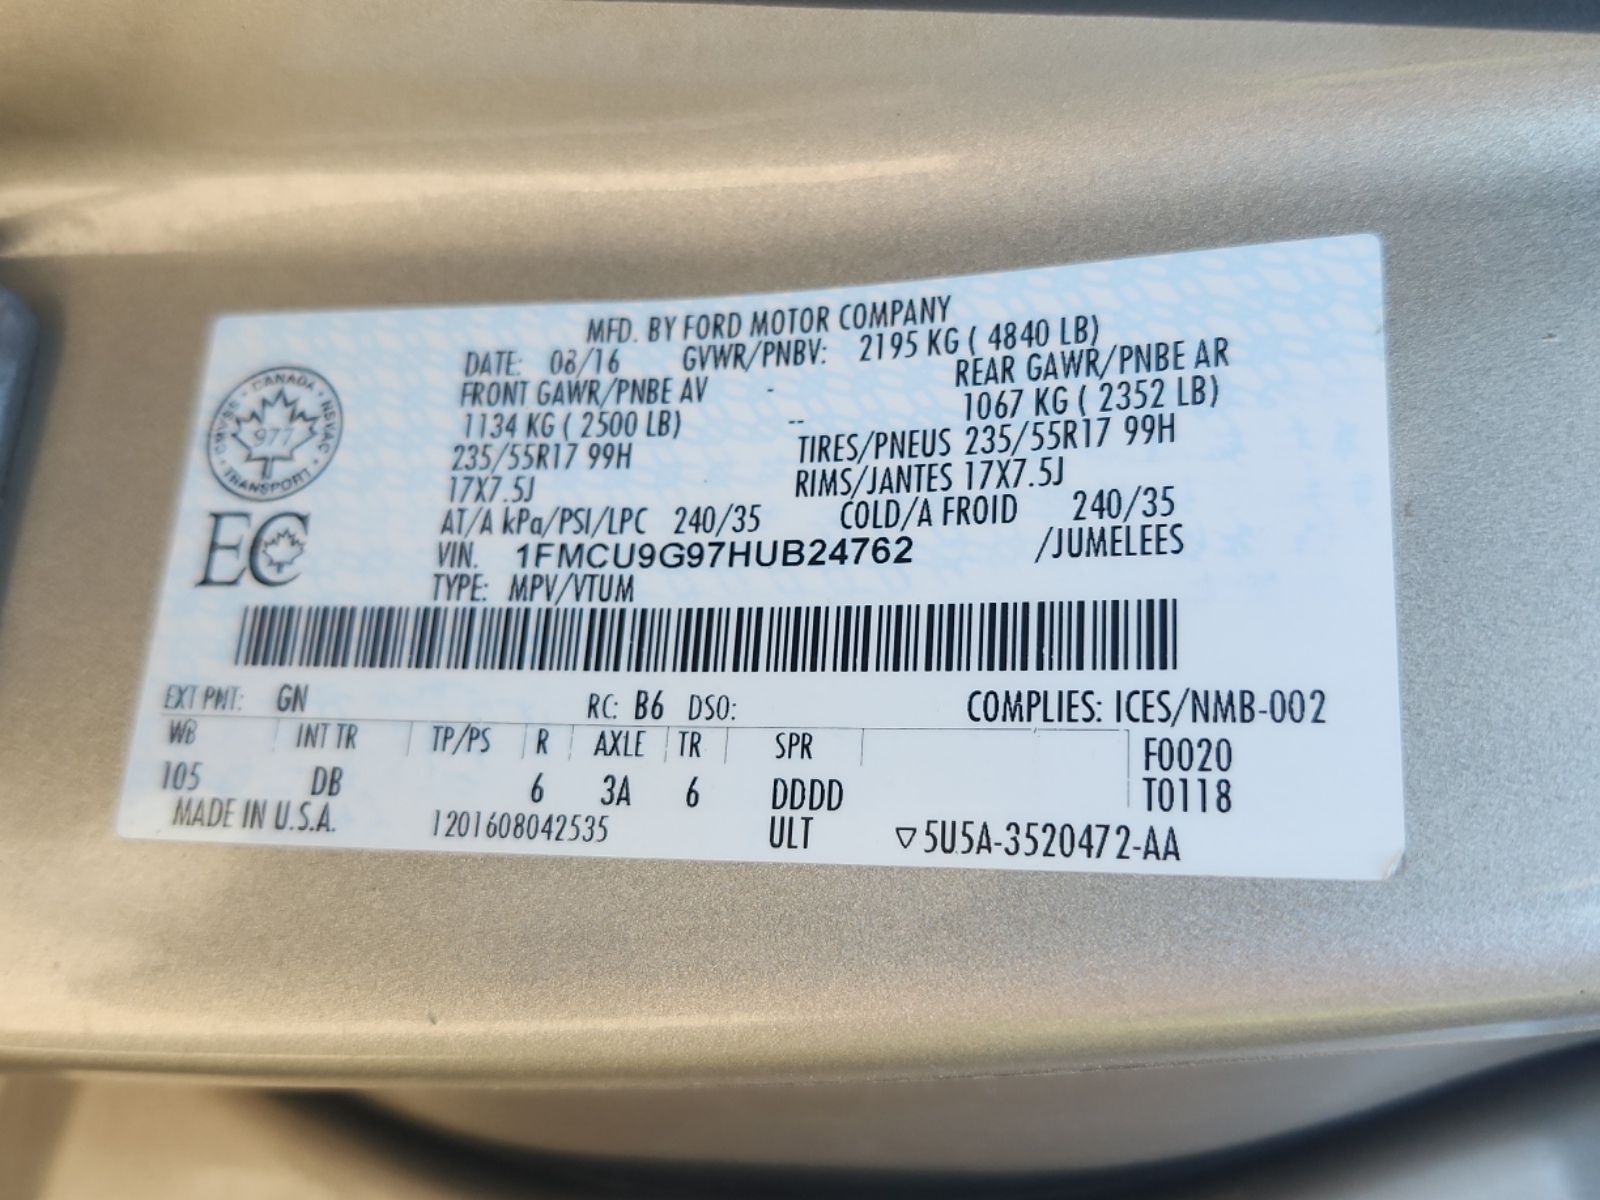 MFD. BY FORD MOTOR COMPANY
DATE: 08/16 GVWR/PNBV: 2195 KG ( 4840 LB)
FRONT GAWR/PNBE AV - REAR GAWR/PNBE AR
1134 KG ( 2500 LB) -- 1067 KG ( 2352 LB)
235/55R17 99H TIRES/PNEUS 235/55R17 99H
17X7.5J RIMS/JANTES 17X7.5J
AT/A kPa/PSI/LPC 240/35 COLD/A FROID 240/35
VIN. 1FMCU9G97HUB24762 /JUMELEES
TYPE: MPV/VTUM
CANADA · NSVAC · TRANSPORT · CMVSS
977
EC
EXT PNT: GN RC: B6 DSO: COMPLIES: ICES/NMB-002
WB INT TR TP/PS R AXLE TR SPR F0020
105 DB 6 3A 6 DDDD T0118
MADE IN U.S.A. 1201608042535 ULT ▽5U5A-3520472-AA